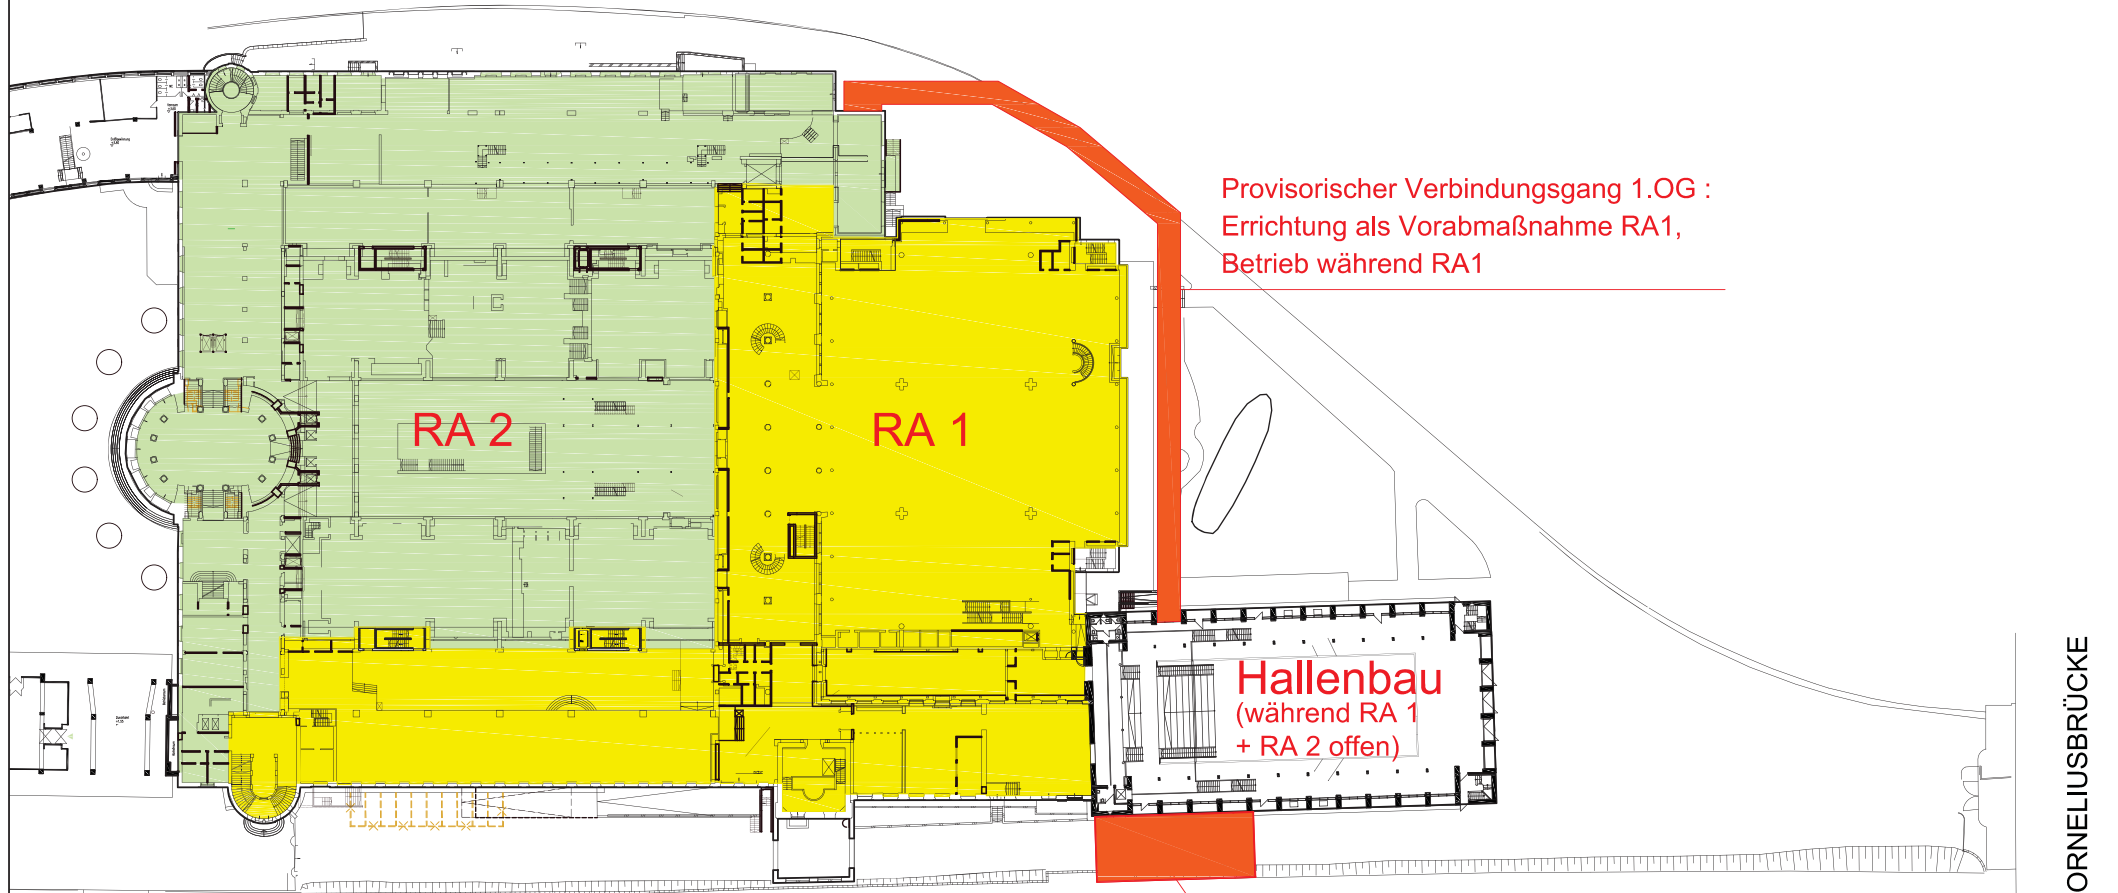 Provisorischer Verbindungsgang 1.OG :
Errichtung als Vorabmaßnahme RA1,
Betrieb während RA1
RA 2
RA 1
Hallenbau
(während RA 1
+ RA 2 offen)
ORNELIUSBRÜCKE